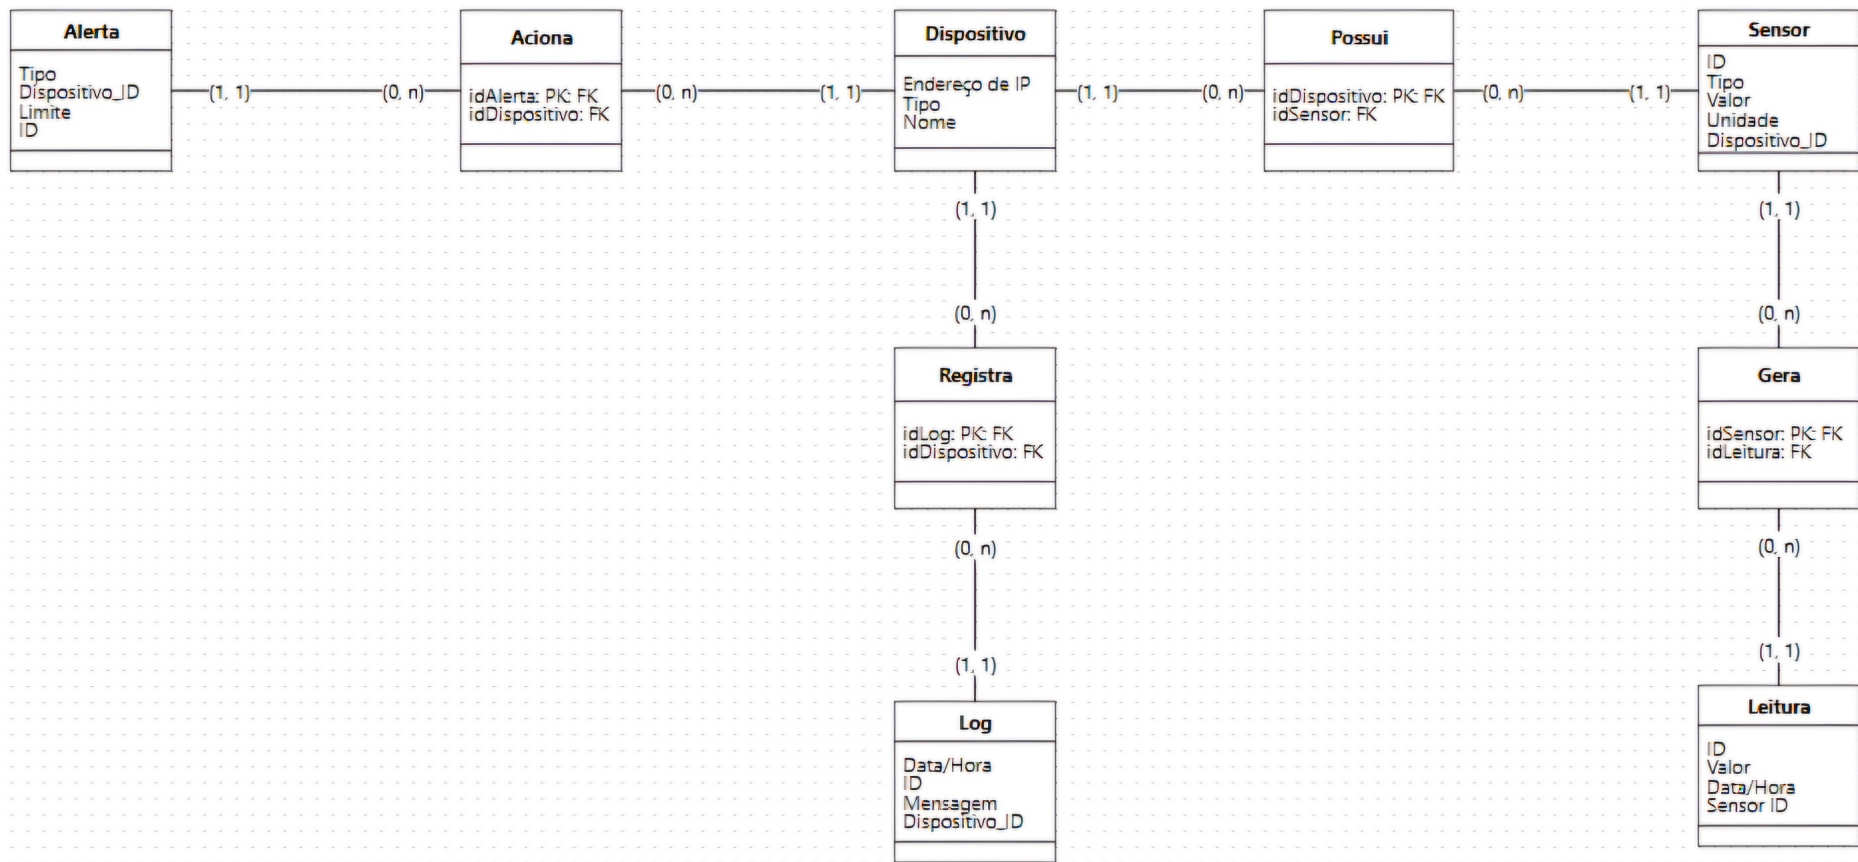 Alerta
Tipo
Dispositivo_ID
Limite
ID
(1, 1)
(0, n)
Aciona
idAlerta: PK: FK
idDispositivo: FK
(0, n)
(1, 1)
Dispositivo
Endereço de IP
Tipo
Nome
(1, 1)
(0, n)
Possui
idDispositivo: PK: FK
idSensor: FK
(0, n)
(1, 1)
Sensor
ID
Tipo
Valor
Unidade
Dispositivo_ID
(1, 1)
(0, n)
Registra
idLog: PK: FK
idDispositivo: FK
(0, n)
(1, 1)
Log
Data/Hora
ID
Mensagem
Dispositivo_ID
(1, 1)
(0, n)
Gera
idSensor: PK: FK
idLeitura: FK
(0, n)
(1, 1)
Leitura
ID
Valor
Data/Hora
Sensor ID